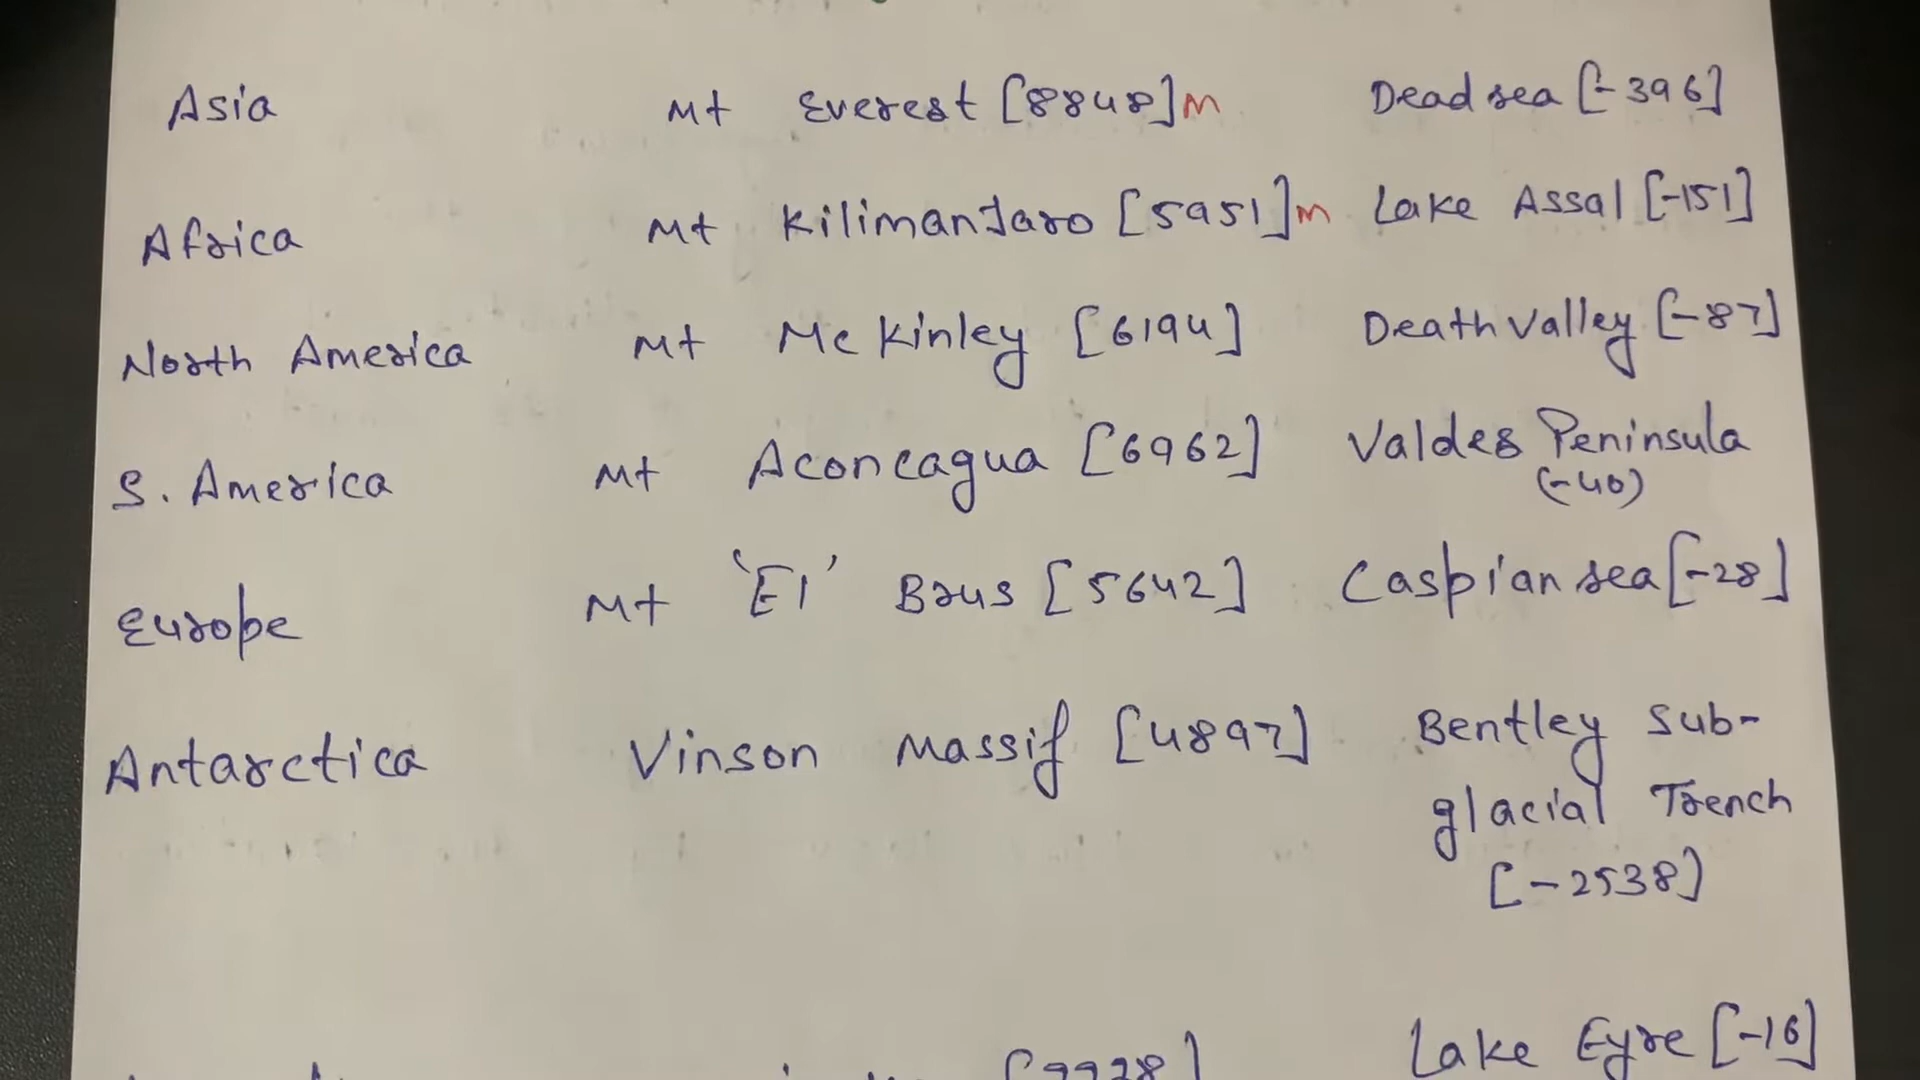 Asia Mt Everest [8848]m Dead sea [-396]
Africa Mt KilimanJaro [5951]m Lake Assal [-151]
North America Mt McKinley [6194] Death Valley [-87]
S. America Mt Aconcagua [6962] Valdes Peninsula
(-40)
Europe Mt 'El' Brus [5642] Caspian sea [-28]
Antarctica Vinson Massif [4897] Bentley Sub-
glacial Trench
[-2538]
Lake Eyre [-16]